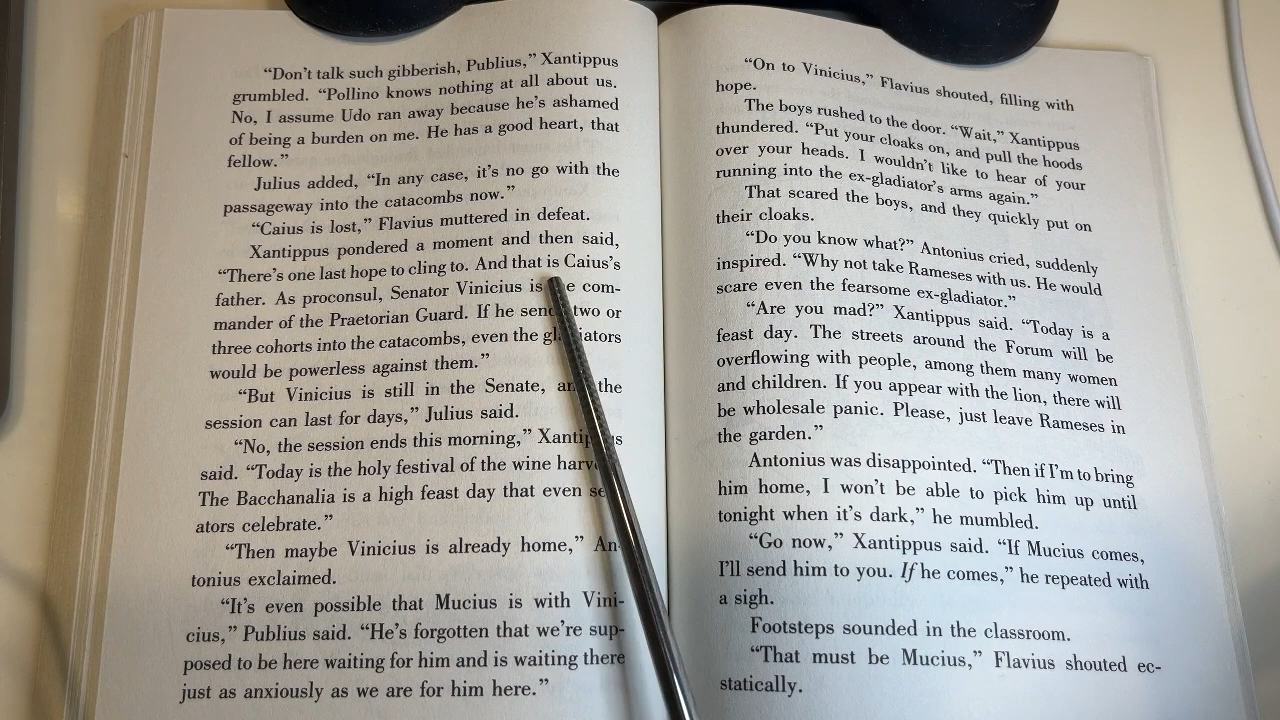 “Don’t talk such gibberish, Publius,” Xantippus
grumbled. “Pollino knows nothing at all about us.
No, I assume Udo ran away because he’s ashamed
of being a burden on me. He has a good heart, that
fellow.”
Julius added, “In any case, it’s no go with the
passageway into the catacombs now.”
“Caius is lost,” Flavius muttered in defeat.
Xantippus pondered a moment and then said,
“There’s one last hope to cling to. And that is Caius’s
father. As proconsul, Senator Vinicius is com-
mander of the Praetorian Guard. If he two or
three cohorts into the catacombs, even the
would be powerless against them.”
“But Vinicius is still in the Senate, the
session can last for days,” Julius said.
“No, the session ends this morning,”
said. “Today is the holy festival of the wine
The Bacchanalia is a high feast day that even
ators celebrate.”
“Then maybe Vinicius is already home,” An-
tonius exclaimed.
“It’s even possible that Mucius is with Vini-
cius,” Publius said. “He’s forgotten that we’re sup-
posed to be here waiting for him and is waiting there
just as anxiously as we are for him here.”
“On to Vinicius,” Flavius shouted, filling with
hope.
The boys rushed to the door. “Wait,” Xantippus
thundered. “Put your cloaks on, and pull the hoods
over your heads. I wouldn’t like to hear of your
running into the ex-gladiator’s arms again.”
That scared the boys, and they quickly put on
their cloaks.
“Do you know what?” Antonius cried, suddenly
inspired. “Why not take Rameses with us. He would
scare even the fearsome ex-gladiator.”
“Are you mad?” Xantippus said. “Today is a
feast day. The streets around the Forum will be
overflowing with people, among them many women
and children. If you appear with the lion, there will
be wholesale panic. Please, just leave Rameses in
the garden.”
Antonius was disappointed. “Then if I’m to bring
him home, I won’t be able to pick him up until
tonight when it’s dark,” he mumbled.
“Go now,” Xantippus said. “If Mucius comes,
I’ll send him to you. If he comes,” he repeated with
a sigh.
Footsteps sounded in the classroom.
“That must be Mucius,” Flavius shouted ec-
statically.